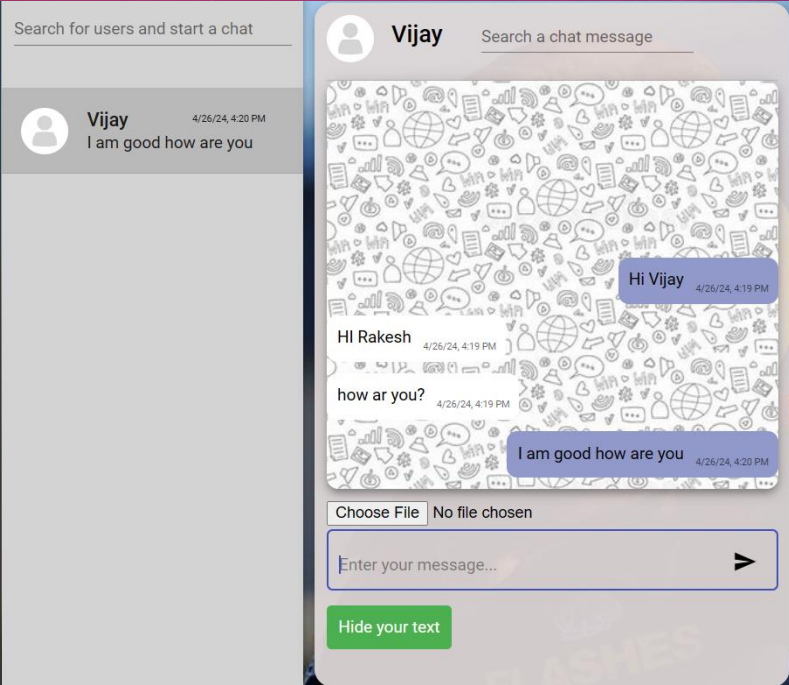 Search for users and start a chat
Vijay 4/26/24, 4:20 PM
I am good how are you
Vijay
Search a chat message
Hi Vijay 4/26/24, 4:19 PM
HI Rakesh 4/26/24, 4:19 PM
how ar you? 4/26/24, 4:19 PM
I am good how are you 4/26/24, 4:20 PM
Choose File No file chosen
Enter your message...
Hide your text